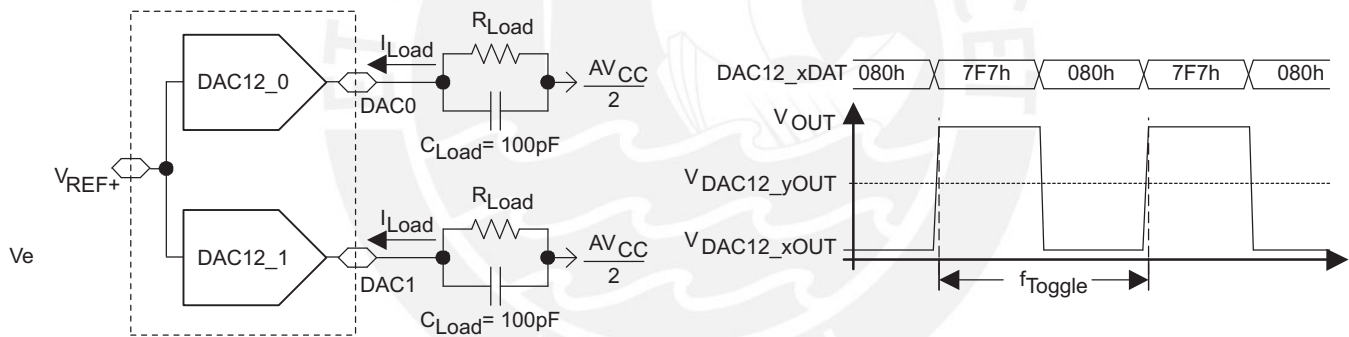 DAC12_0
DAC0
I Load
R Load
C Load = 100pF
AV CC
2
V REF+
DAC12_1
DAC1
I Load
R Load
C Load = 100pF
AV CC
2
Ve
DAC12_xDAT 080h 7F7h 080h 7F7h 080h
V OUT
V DAC12_yOUT
V DAC12_xOUT
f Toggle